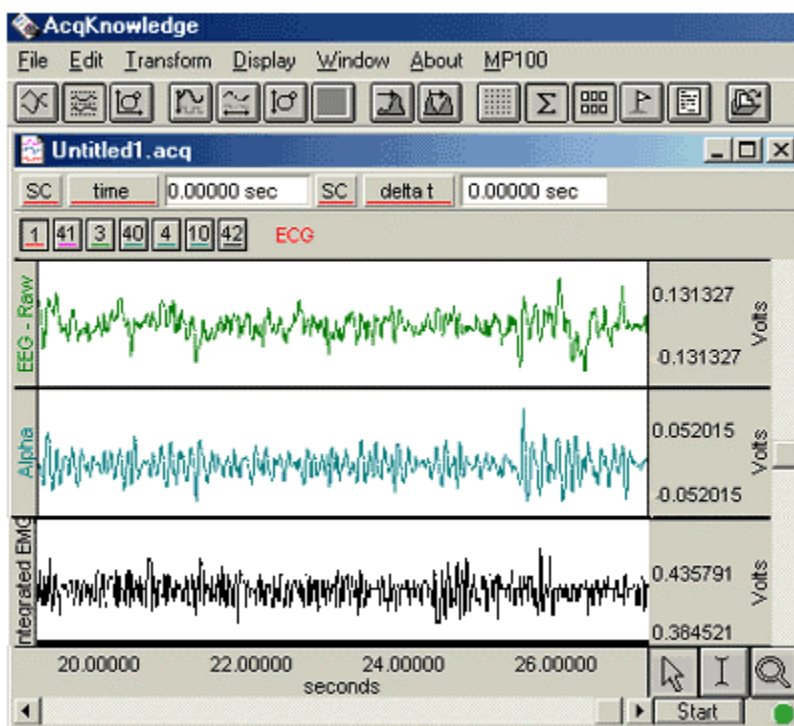 AcqKnowledge
File Edit Transform Display Window About MP100
Untitled1.acq
SC time 0.00000 sec SC delta t 0.00000 sec
1 41 3 40 4 10 42 ECG
EEG - Raw
0.131327
-0.131327
Volts
Alpha
0.052015
-0.052015
Volts
Integrated EMG
0.435791
0.384521
Volts
20.00000 22.00000 24.00000 26.00000
seconds
Start